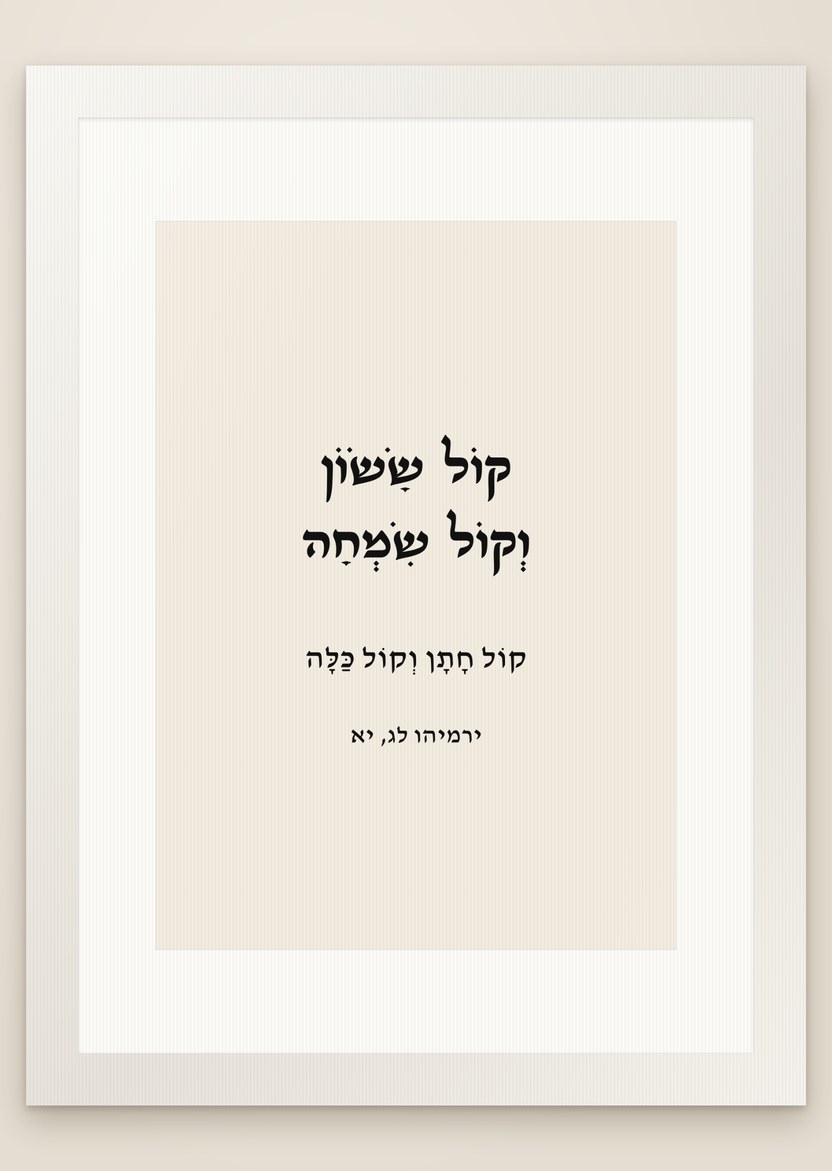 קוֹל שָׂשׂוֹן
וְקוֹל שִׂמְחָה
קוֹל חָתָן וְקוֹל כַּלָּה
ירמיהו לג, יא